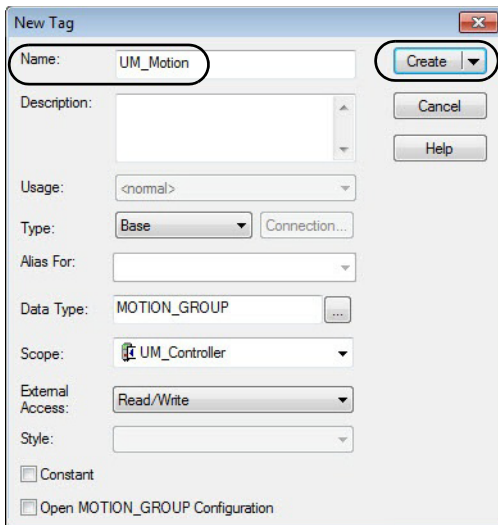 New Tag
Name: UM_Motion
Create
Description:
Cancel
Help
Usage: <normal>
Type: Base Connection...
Alias For:
Data Type: MOTION_GROUP ...
Scope: UM_Controller
External
Access: Read/Write
Style:
Constant
Open MOTION_GROUP Configuration